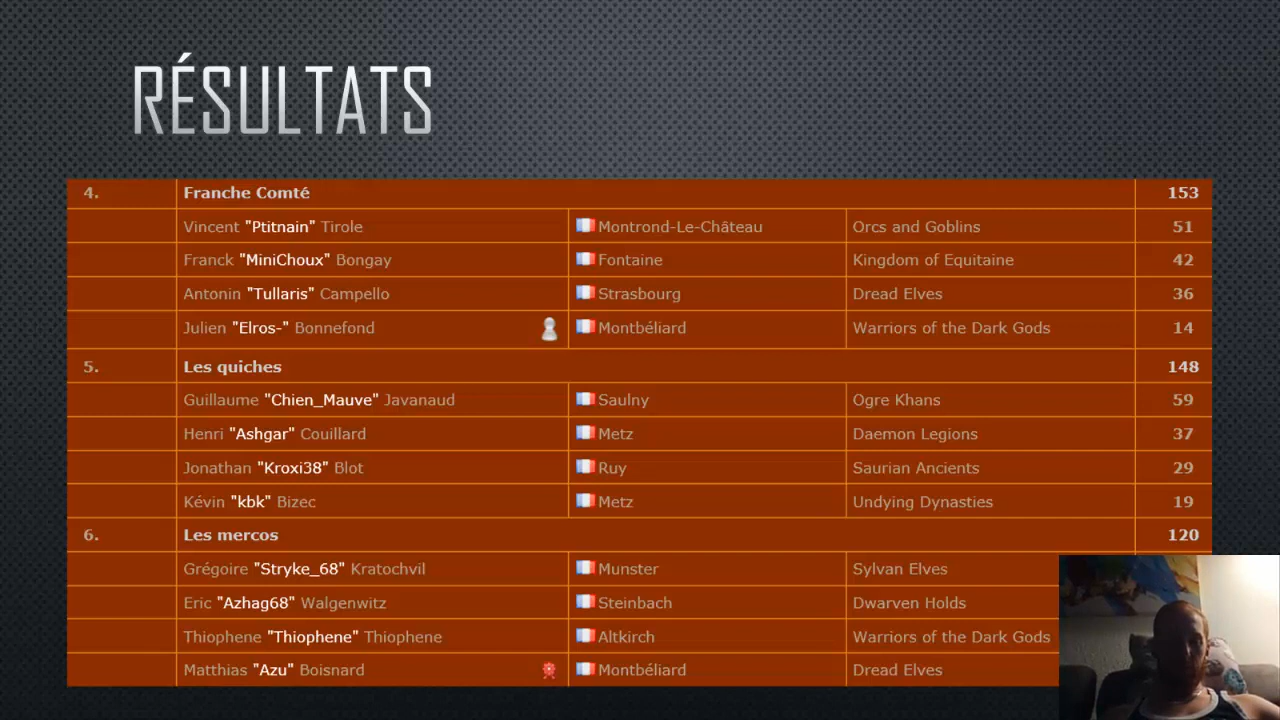 RÉSULTATS
4. Franche Comté 153
Vincent "Ptitnain" Tirole Montrond-Le-Château Orcs and Goblins 51
Franck "MiniChoux" Bongay Fontaine Kingdom of Equitaine 42
Antonin "Tullaris" Campello Strasbourg Dread Elves 36
Julien "Elros-" Bonnefond Montbéliard Warriors of the Dark Gods 14
5. Les quiches 148
Guillaume "Chien_Mauve" Javanaud Saulny Ogre Khans 59
Henri "Ashgar" Couillard Metz Daemon Legions 37
Jonathan "Kroxi38" Blot Ruy Saurian Ancients 29
Kévin "kbk" Bizec Metz Undying Dynasties 19
6. Les mercos 120
Grégoire "Stryke_68" Kratochvil Munster Sylvan Elves
Eric "Azhag68" Walgenwitz Steinbach Dwarven Holds
Thiophene "Thiophene" Thiophene Altkirch Warriors of the Dark Gods
Matthias "Azu" Boisnard Montbéliard Dread Elves